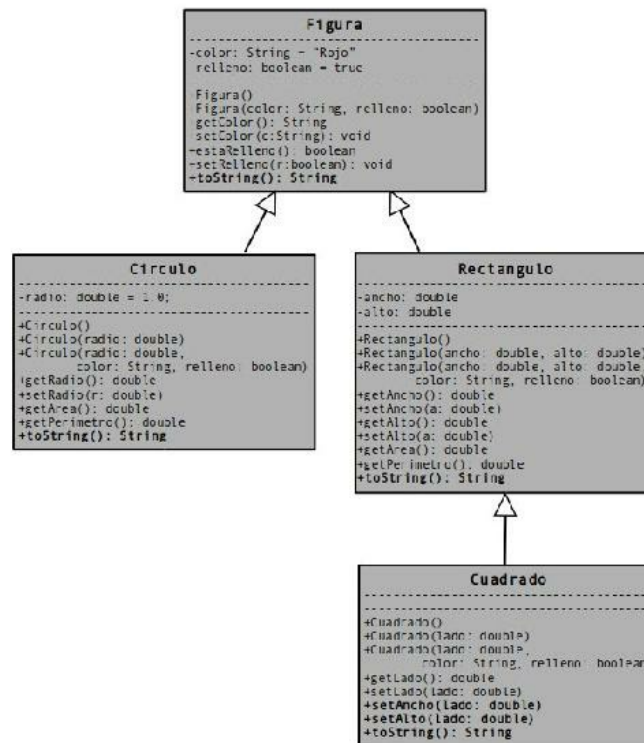 Figura
-color: String = "Rojo"
relleno: boolean = true
Figura()
Figura(color: String, relleno: boolean)
getColor(): String
setColor(c:String): void
+estaRelleno(): boolean
+setRelleno(r:boolean): void
+toString(): String
Circulo
-radio: double = 1.0;
+Circulo()
+Circulo(radio: double)
+Circulo(radio: double,
color: String, relleno: boolean)
+getRadio(): double
+setRadio(r: double)
+getArea(): double
+getPerimetro(): double
+toString(): String
Rectangulo
-ancho: double
-alto: double
+Rectangulo()
+Rectangulo(ancho: double, alto: double)
+Rectangulo(ancho: double, alto: double,
color: String, relleno: boolean)
+getAncho(): double
+setAncho(a: double)
+getAlto(): double
+setAlto(a: double)
+getArea(): double
+getPerimetro(): double
+toString(): String
Cuadrado
+Cuadrado()
+Cuadrado(lado: double)
+Cuadrado(lado: double,
color: String, relleno: boolean
+getLado(): double
+setLado(lado: double)
+setAncho(lado: double)
+setAlto(lado: double)
+toString(): String